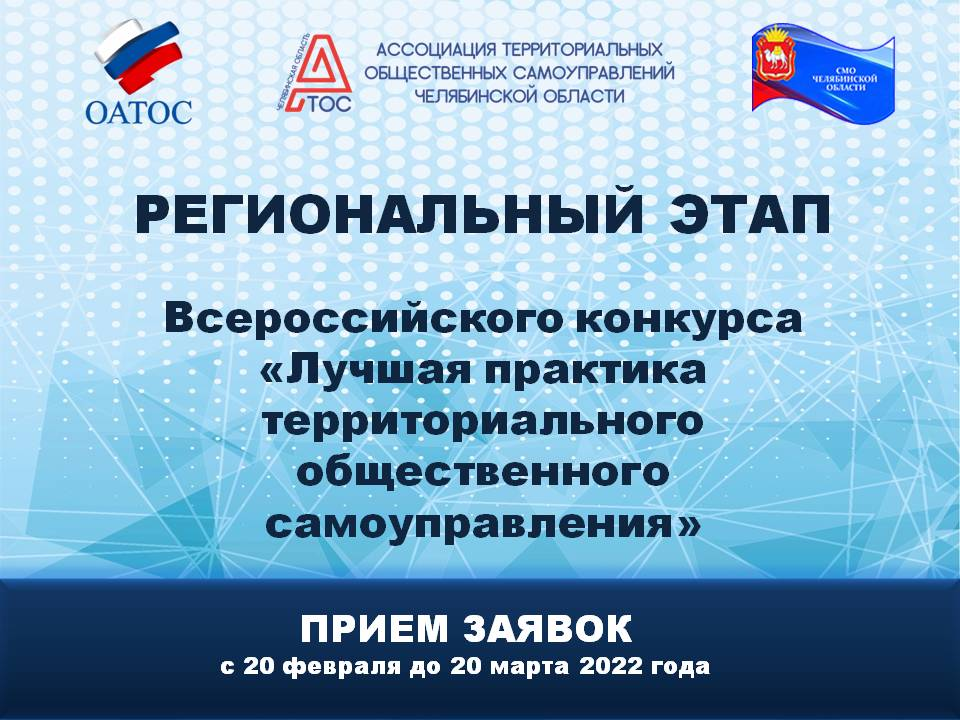 ОАТОС
ЧЕЛЯБИНСКАЯ ОБЛАСТЬ
АТОС
АССОЦИАЦИЯ ТЕРРИТОРИАЛЬНЫХ
ОБЩЕСТВЕННЫХ САМОУПРАВЛЕНИЙ
ЧЕЛЯБИНСКОЙ ОБЛАСТИ
СМО
ЧЕЛЯБИНСКОЙ
ОБЛАСТИ
РЕГИОНАЛЬНЫЙ ЭТАП
Всероссийского конкурса
«Лучшая практика
территориального
общественного
самоуправления»
ПРИЕМ ЗАЯВОК
с 20 февраля до 20 марта 2022 года